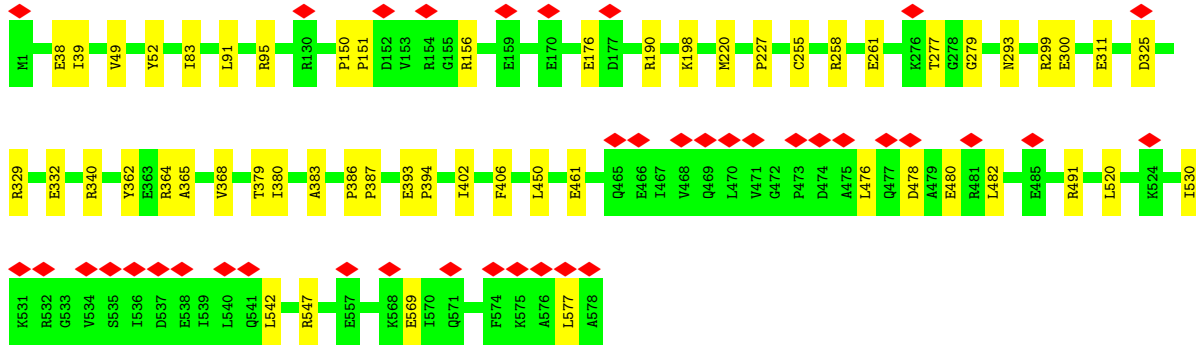 M1 E38 I39 V49 Y52 I83 L91 R95 R130 P150 P151 D152 V153 R154 G155 R156 E159 E170 E176 D177 R190 K198 M220 P227 C255 R258 E261 K276 T277 G278 G279 N293 R299 E300 E311 D325
R329 E332 R340 Y362 E363 R364 A365 V368 T379 I380 A383 P386 P387 E393 P394 I402 F406 L450 E461 Q465 E466 I467 V468 Q469 L470 V471 G472 P473 D474 A475 L476 Q477 D478 A479 E480 R481 L482 E485 R491 L520 K524 I530
K531 R532 G533 V534 S535 I536 D537 E538 I539 L540 Q541 L542 R547 E557 K568 E569 I570 Q571 F574 K575 A576 L577 A578